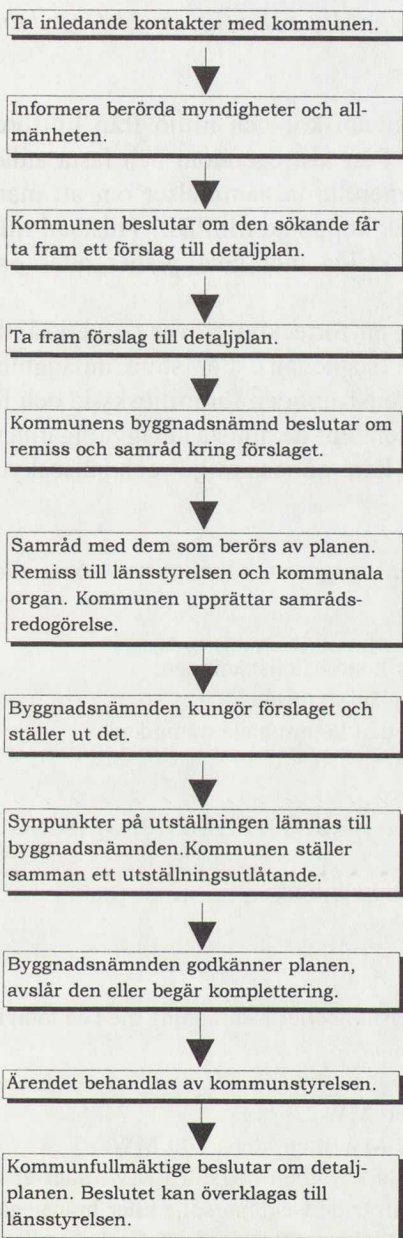 Ta inledande kontakter med kommunen.
Informera berörda myndigheter och all-
mänheten.
Kommunen beslutar om den sökande får
ta fram ett förslag till detaljplan.
Ta fram förslag till detaljplan.
Kommunens byggnadsnämnd beslutar om
remiss och samråd kring förslaget.
Samråd med dem som berörs av planen.
Remiss till länsstyrelsen och kommunala
organ. Kommunen upprättar samråds-
redogörelse.
Byggnadsnämnden kungör förslaget och
ställer ut det.
Synpunkter på utställningen lämnas till
byggnadsnämnden.Kommunen ställer
samman ett utställningsutlåtande.
Byggnadsnämnden godkänner planen,
avslår den eller begär komplettering.
Ärendet behandlas av kommunstyrelsen.
Kommunfullmäktige beslutar om detalj-
planen. Beslutet kan överklagas till
länsstyrelsen.